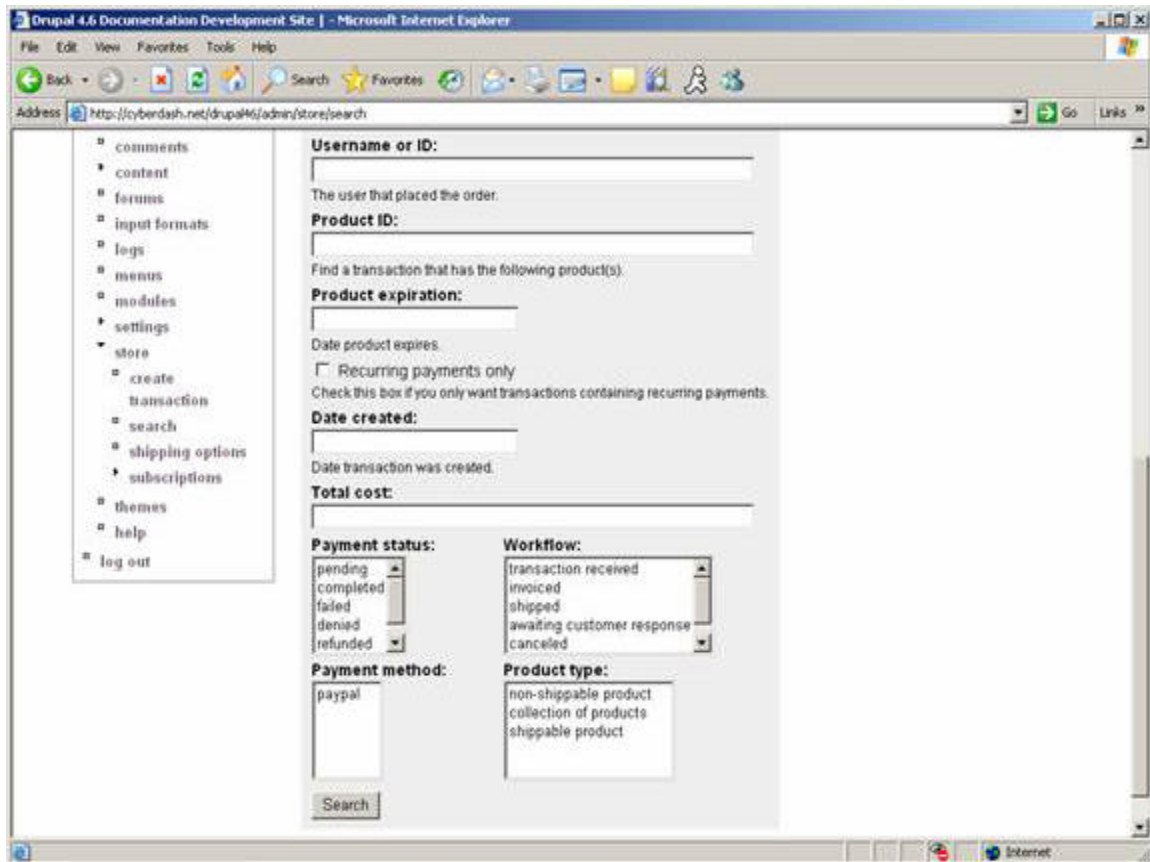 Drupal 4.6 Documentation Development Site | - Microsoft Internet Explorer
File Edit View Favorites Tools Help
Back Search Favorites
Address http://cyberdash.net/drupal46/admin/store/search Go Links »
comments
content
forums
input formats
logs
menus
modules
settings
store
create
transaction
search
shipping options
subscriptions
themes
help
log out
Username or ID:
The user that placed the order.
Product ID:
Find a transaction that has the following product(s).
Product expiration:
Date product expires.
Recurring payments only
Check this box if you only want transactions containing recurring payments.
Date created:
Date transaction was created.
Total cost:
Payment status:
pending
completed
failed
denied
refunded
Workflow:
transaction received
invoiced
shipped
awaiting customer response
canceled
Payment method:
paypal
Product type:
non-shippable product
collection of products
shippable product
Search
Internet